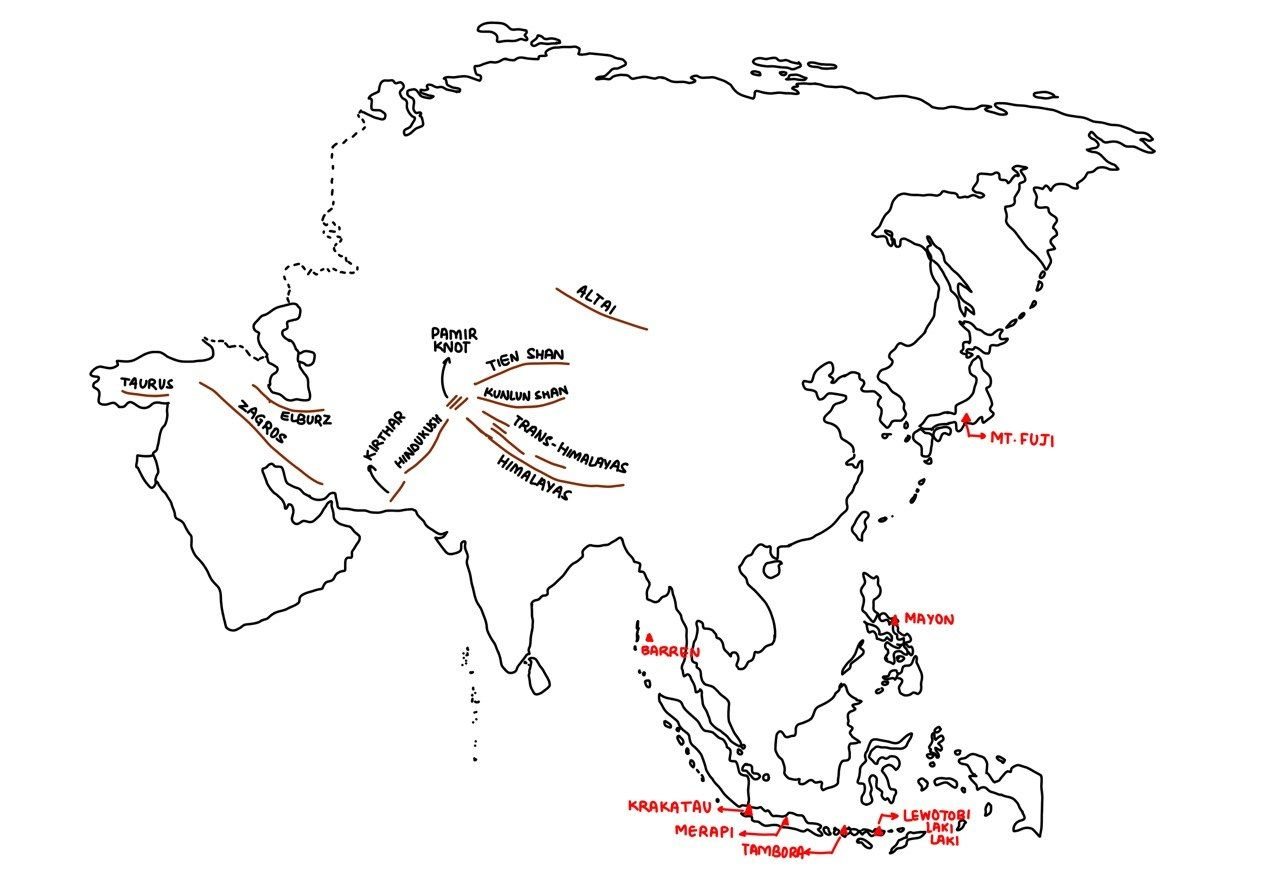 ALTAI
PAMIR
KNOT
TIEN SHAN
TAURUS
KUNLUN SHAN
ZAGROS
ELBURZ
KIRTHAR
HINDUKUSH
TRANS-HIMALAYAS
HIMALAYAS
MT.FUJI
MAYON
BARREN
KRAKATAU
LEWOTOBI
LAKI
LAKI
MERAPI
TAMBORA